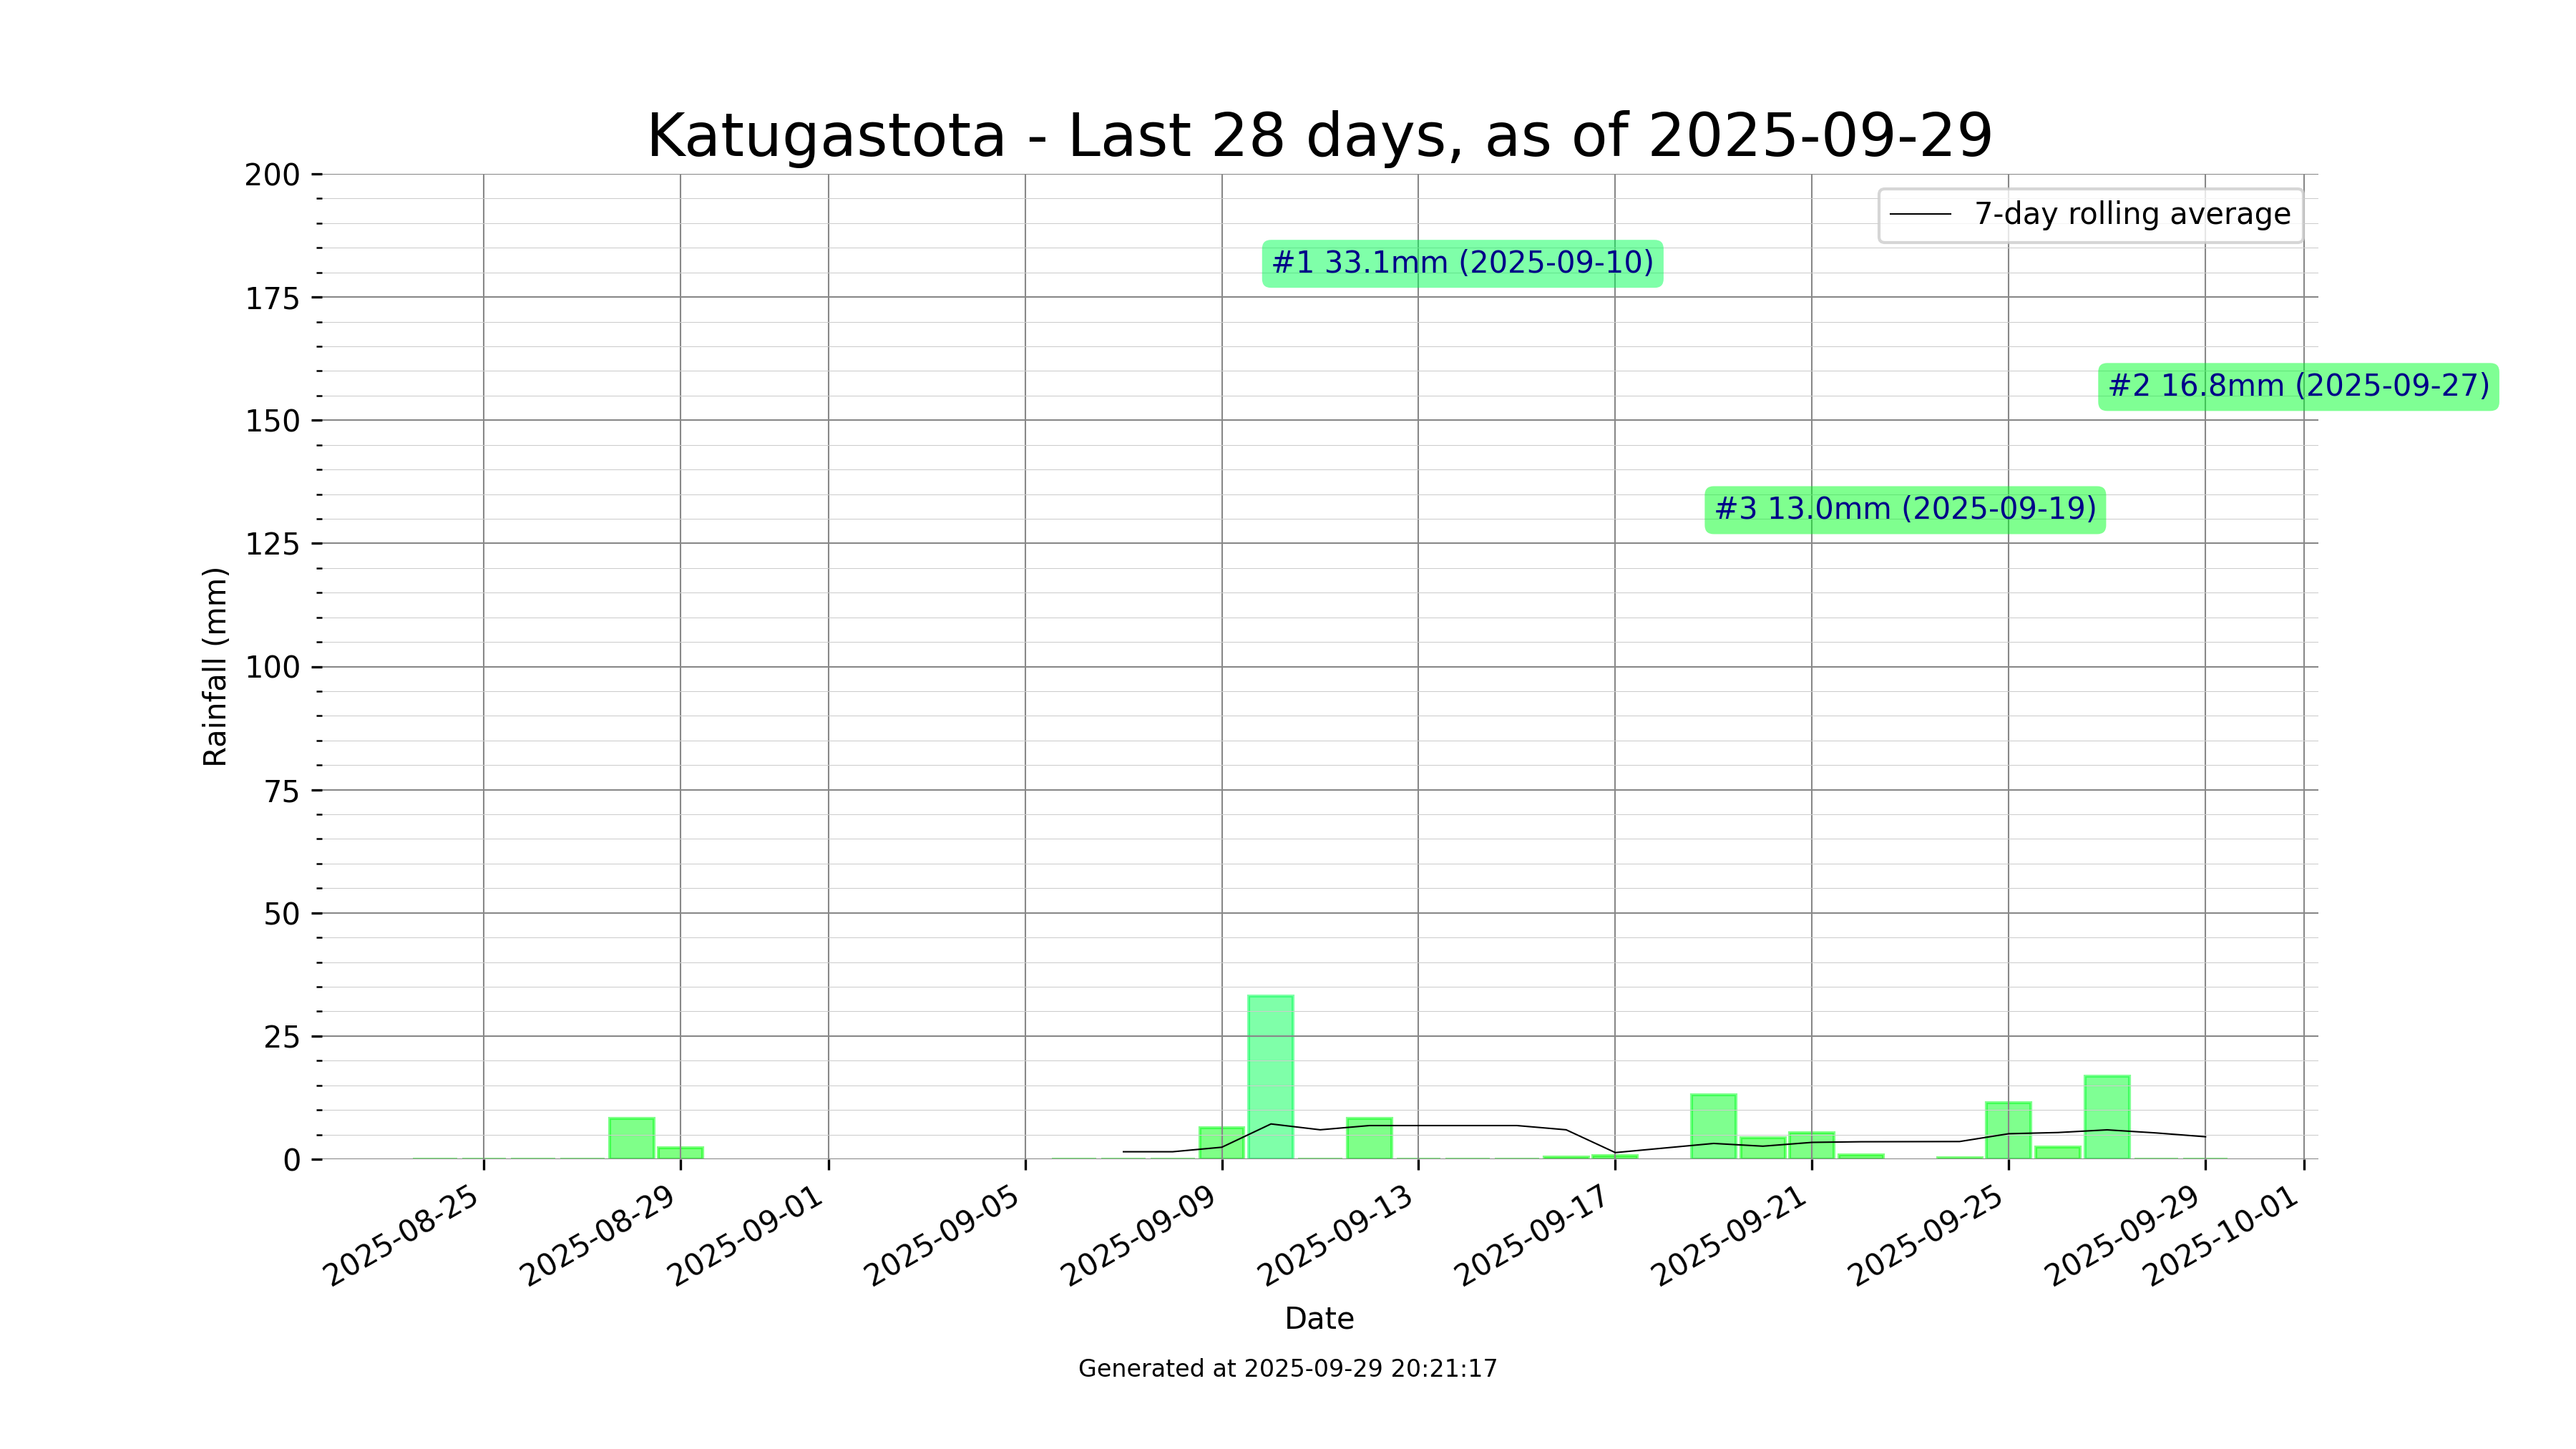 Katugastota - Last 28 days, as of 2025-09-29
200
175
150
125
100
75
50
25
0
Rainfall (mm)
7-day rolling average
#1 33.1mm (2025-09-10)
#2 16.8mm (2025-09-27)
#3 13.0mm (2025-09-19)
2025-08-25
2025-08-29
2025-09-01
2025-09-05
2025-09-09
2025-09-13
2025-09-17
2025-09-21
2025-09-25
2025-09-29
2025-10-01
Date
Generated at 2025-09-29 20:21:17